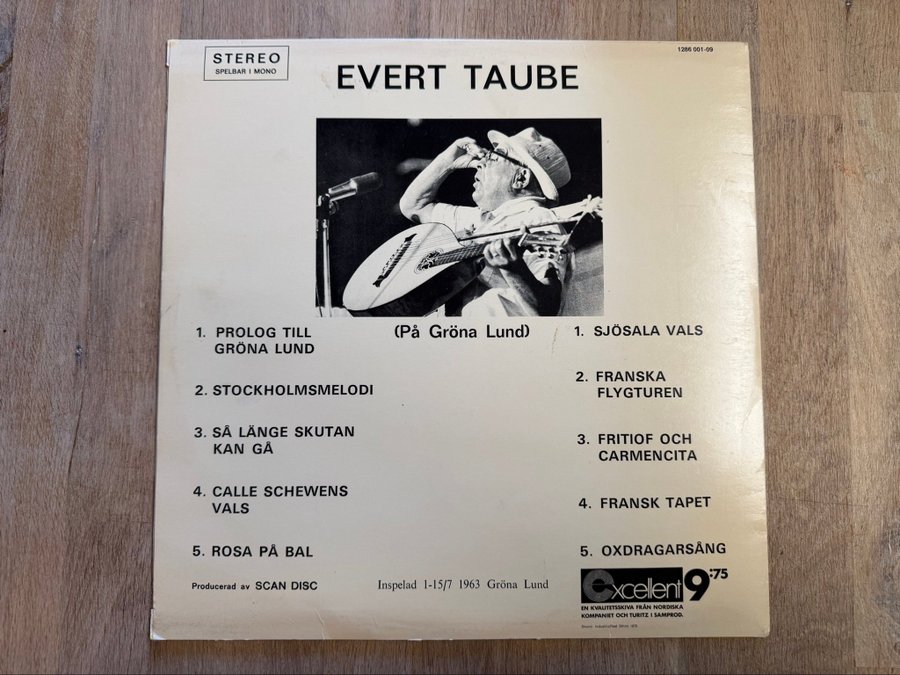 STEREO
SPELBAR I MONO
1286 001-09
EVERT TAUBE
(På Gröna Lund)
1. PROLOG TILL
GRÖNA LUND
2. STOCKHOLMSMELODI
3. SÅ LÄNGE SKUTAN
KAN GÅ
4. CALLE SCHEWENS
VALS
5. ROSA PÅ BAL
1. SJÖSALA VALS
2. FRANSKA
FLYGTUREN
3. FRITIOF OCH
CARMENCITA
4. FRANSK TAPET
5. OXDRAGARSÅNG
Producerad av SCAN DISC
Inspelad 1-15/7 1963 Gröna Lund
excellent 9:75
EN KVALITETSSKIVA FRÅN NORDISKA
KOMPANIET OCH TURITZ I SAMPROD.